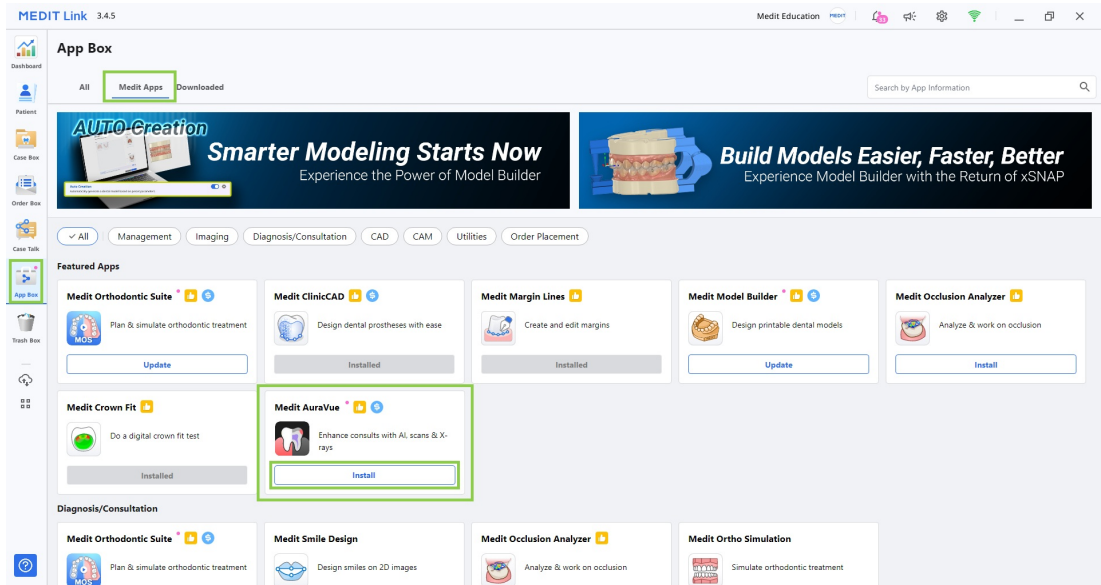 MEDIT Link 3.4.5
Medit Education MEDIT
App Box
Dashboard
Patient
Case Box
Order Box
Case Talk
App Box
Trash Box
All Medit Apps Downloaded
Search by App Information
AUTO-Creation
Smarter Modeling Starts Now
Experience the Power of Model Builder
Build Models Easier, Faster, Better
Experience Model Builder with the Return of xSNAP
All Management Imaging Diagnosis/Consultation CAD CAM Utilities Order Placement
Featured Apps
Medit Orthodontic Suite
MOS
Plan & simulate orthodontic treatment
Update
Medit ClinicCAD
Design dental prostheses with ease
Installed
Medit Margin Lines
Create and edit margins
Installed
Medit Model Builder
Design printable dental models
Update
Medit Occlusion Analyzer
Analyze & work on occlusion
Install
Medit Crown Fit
Do a digital crown fit test
Installed
Medit AuraVue
Enhance consults with AI, scans & X-
rays
Install
Diagnosis/Consultation
Medit Orthodontic Suite
MOS
Plan & simulate orthodontic treatment
Medit Smile Design
Design smiles on 2D images
Medit Occlusion Analyzer
Analyze & work on occlusion
Medit Ortho Simulation
Simulate orthodontic treatment